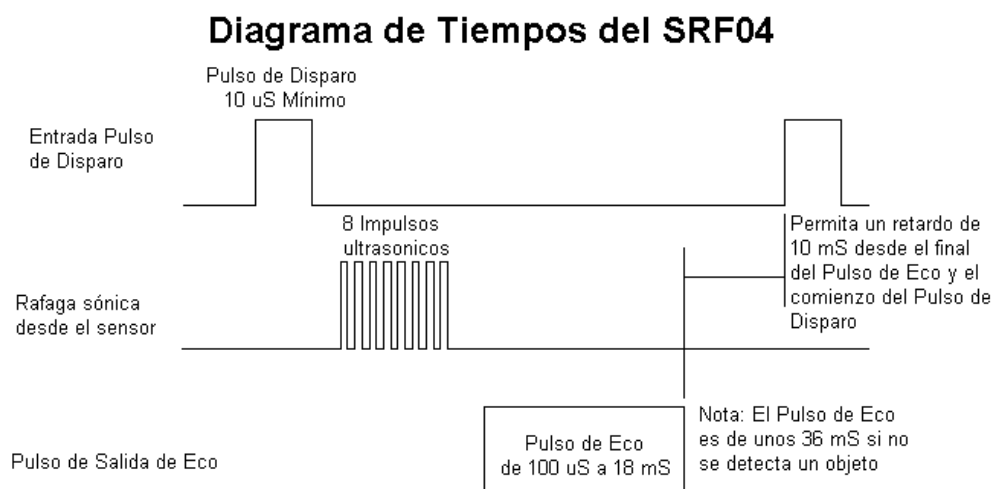 Diagrama de Tiempos del SRF04
Pulso de Disparo
10 uS Mínimo
Entrada Pulso
de Disparo
8 Impulsos
ultrasonicos
Permita un retardo de
10 mS desde el final
del Pulso de Eco y el
comienzo del Pulso de
Disparo
Rafaga sónica
desde el sensor
Nota: El Pulso de Eco
es de unos 36 mS si no
se detecta un objeto
Pulso de Eco
de 100 uS a 18 mS
Pulso de Salida de Eco